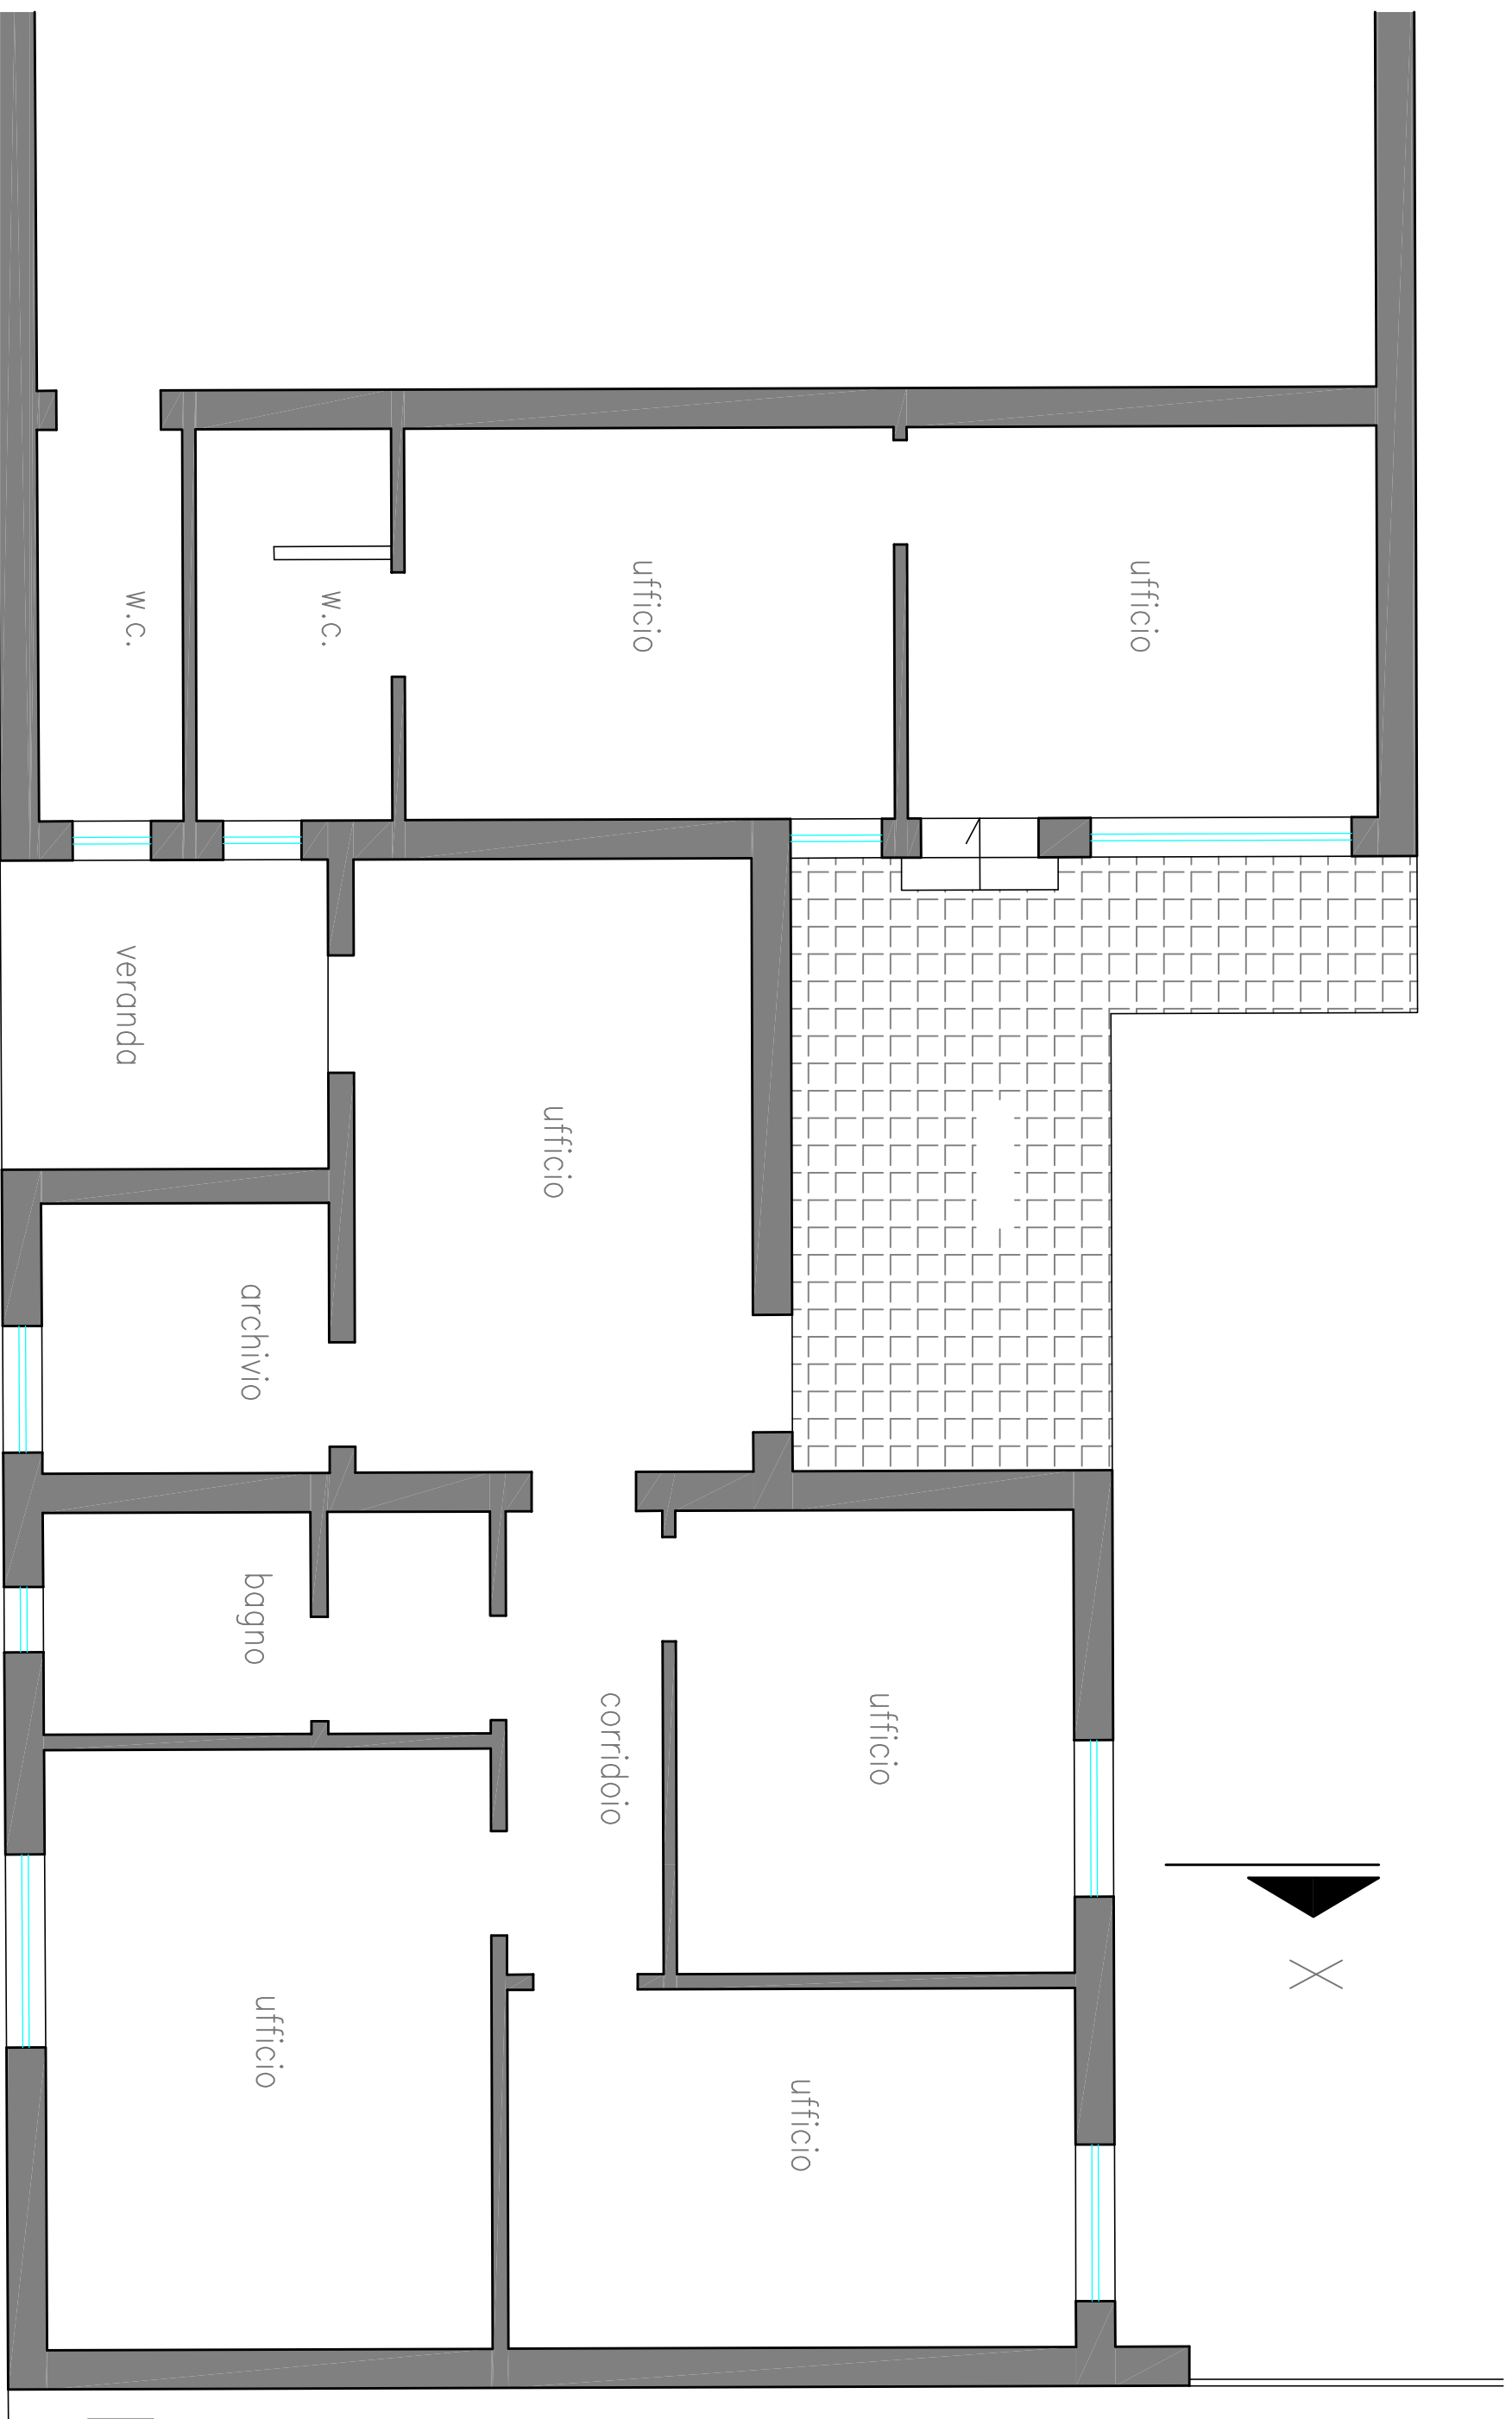 w.c.
w.c.
ufficio
ufficio
veranda
ufficio
archivio
bagno
corridoio
ufficio
X
ufficio
ufficio